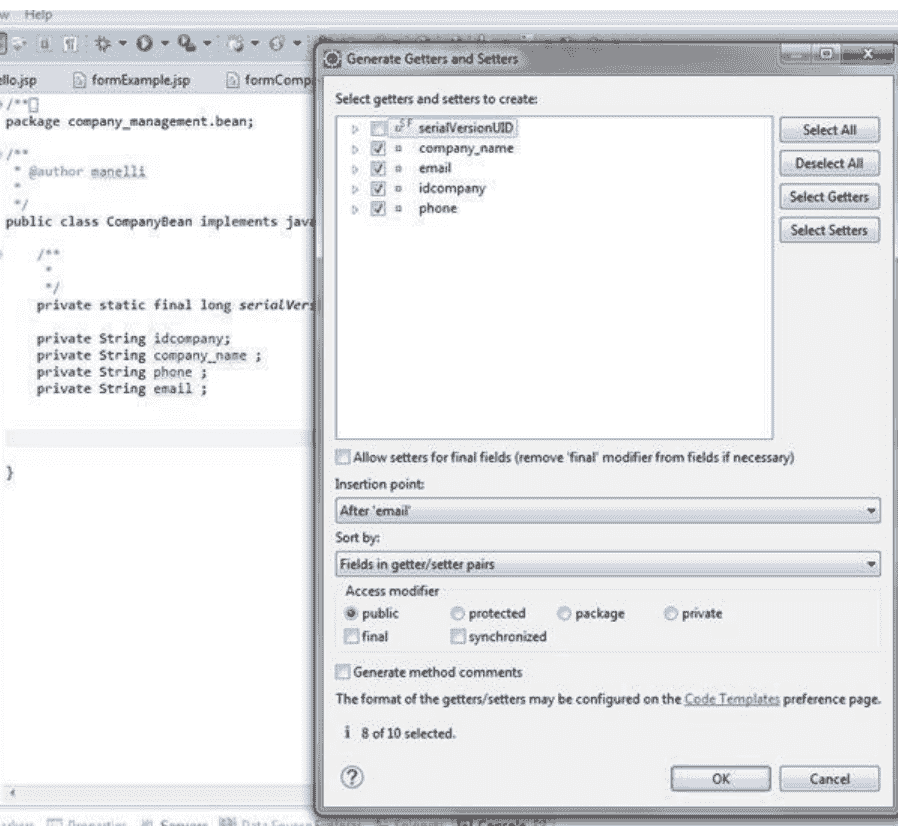 Help
Generate Getters and Setters
ello.jsp
formExample.jsp
formComp
/**
package company_management.bean;
/**
* @author manelli
*
*/
public class CompanyBean implements java
/**
*
*/
private static final long serialVers
private String idcompany;
private String company_name ;
private String phone ;
private String email ;
}
Select getters and setters to create:
serialVersionUID
company_name
email
idcompany
phone
Select All
Deselect All
Select Getters
Select Setters
Allow setters for final fields (remove 'final' modifier from fields if necessary)
Insertion point:
After 'email'
Sort by:
Fields in getter/setter pairs
Access modifier
public protected package private
final synchronized
Generate method comments
The format of the getters/setters may be configured on the Code Templates preference page.
i 8 of 10 selected.
? OK Cancel
Properties Servers Data Source Console